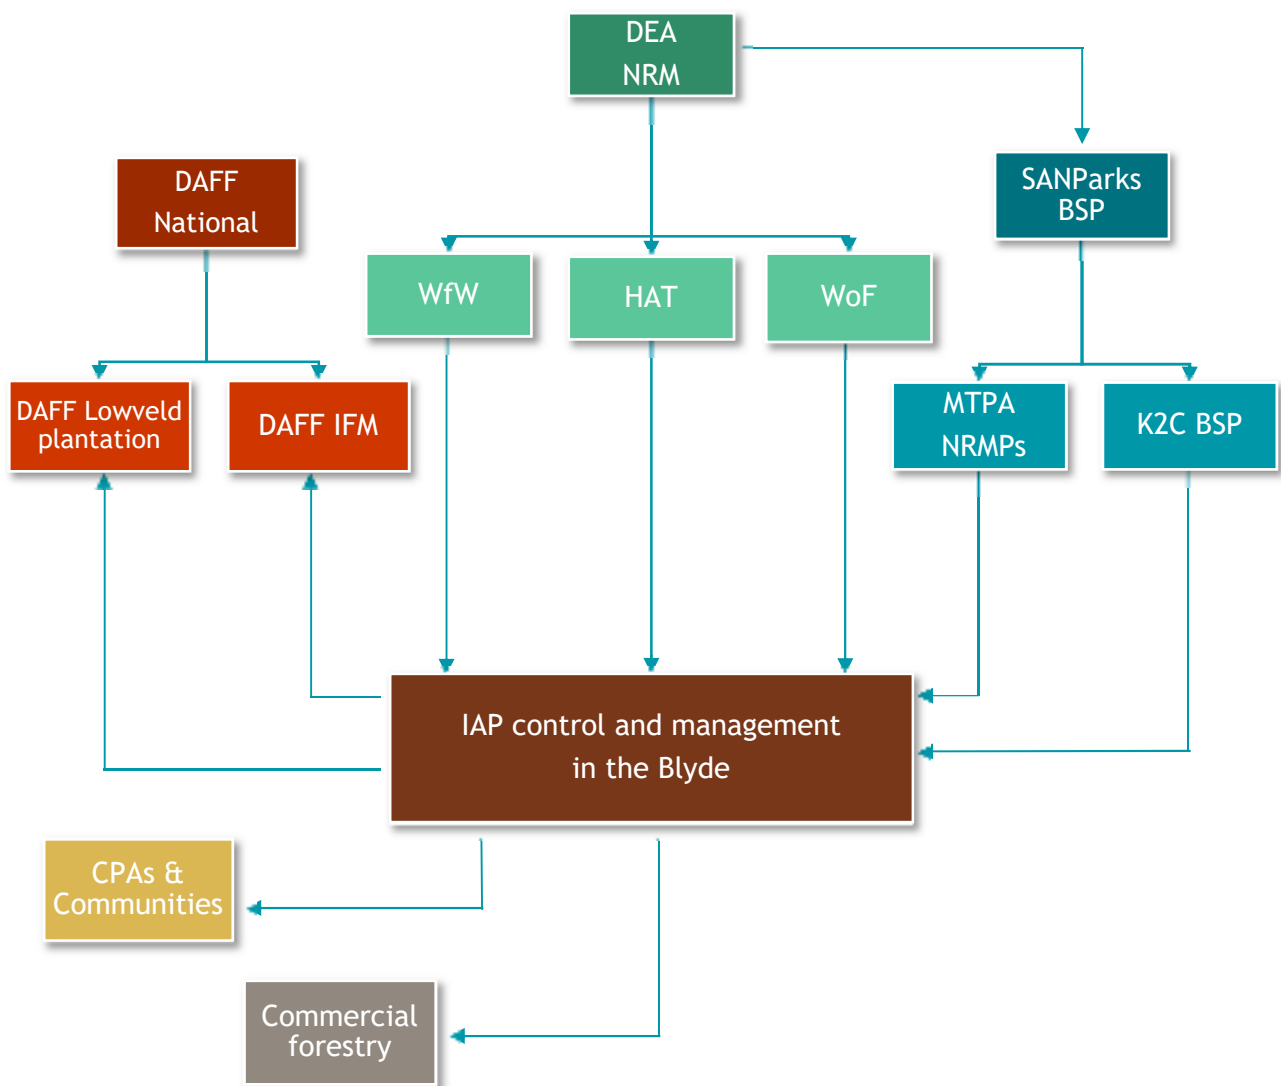 DEA
NRM
DAFF
National
SANParks
BSP
WfW
HAT
WoF
DAFF Lowveld
plantation
DAFF IFM
MTPA
NRMPs
K2C BSP
IAP control and management
in the Blyde
CPAs &
Communities
Commercial
forestry